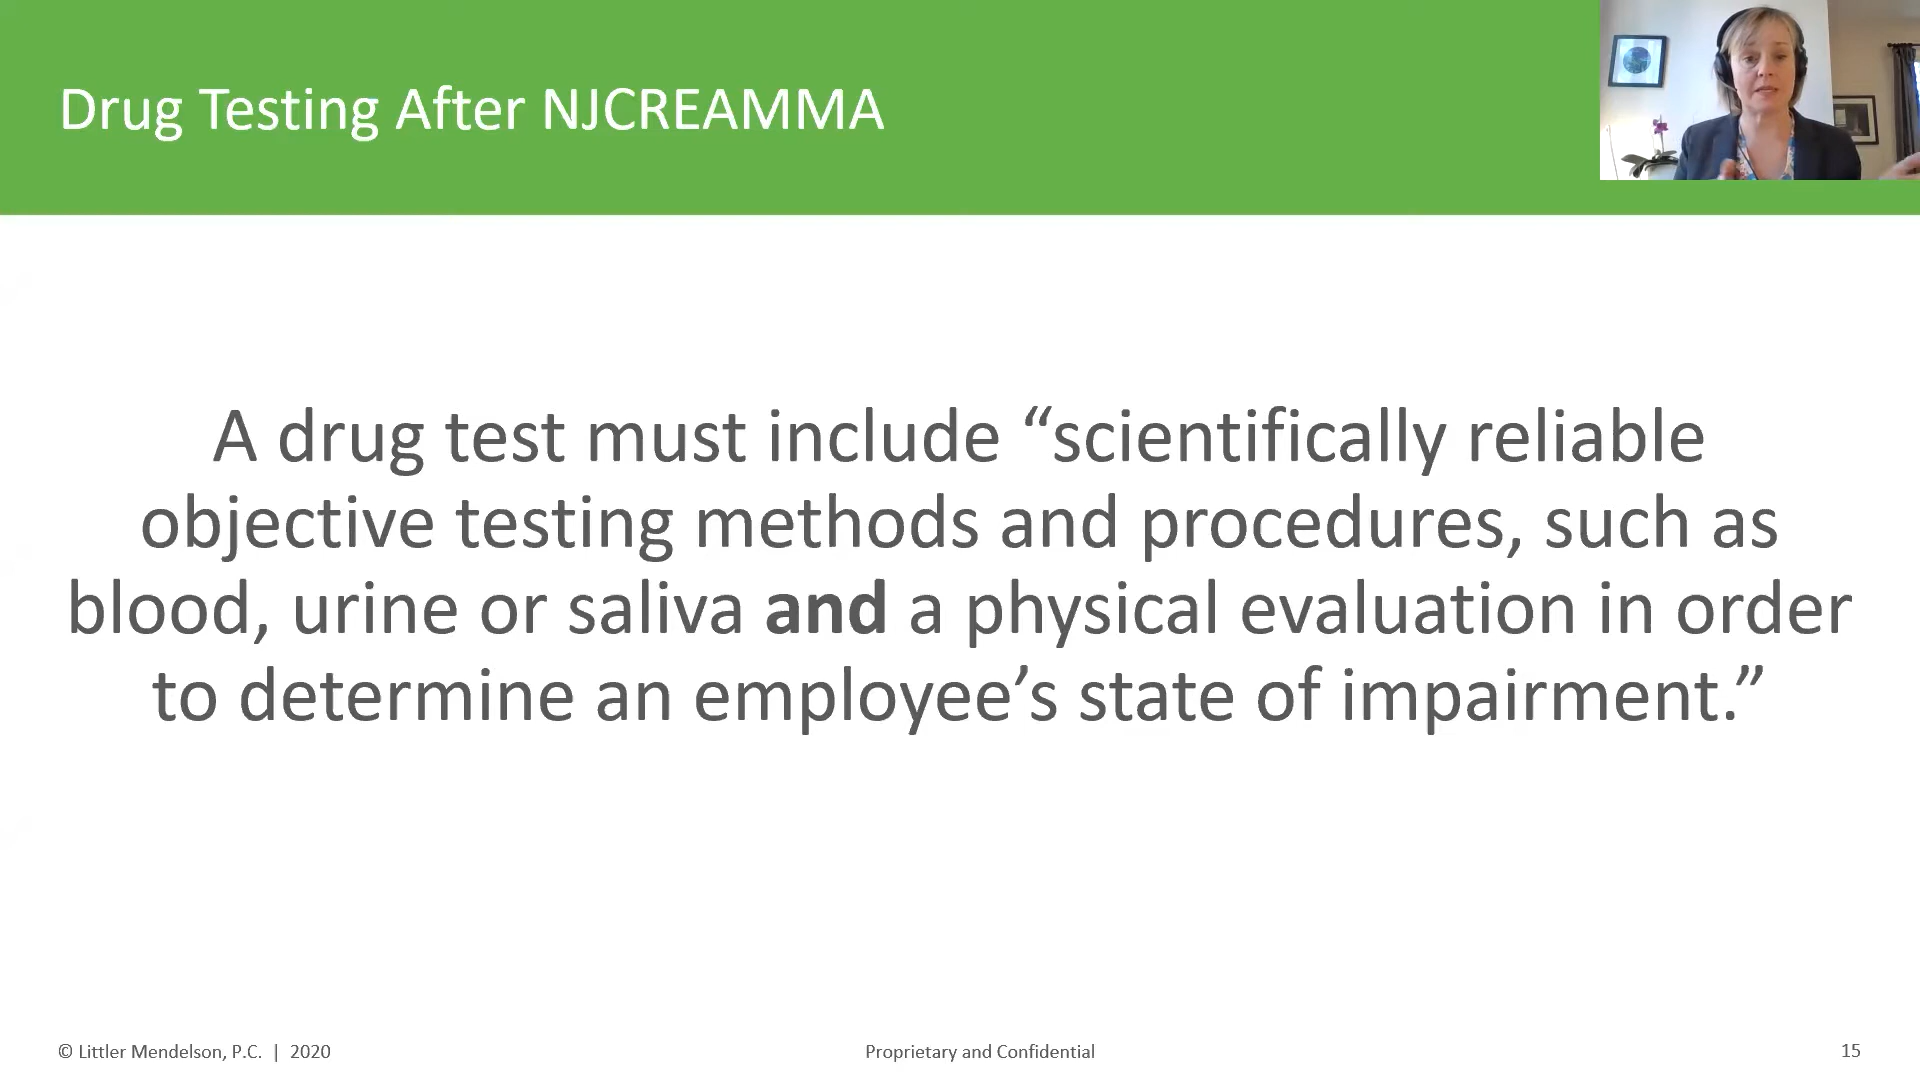 Drug Testing After NJCREAMMA
A drug test must include “scientifically reliable
objective testing methods and procedures, such as
blood, urine or saliva and a physical evaluation in order
to determine an employee’s state of impairment.”
© Littler Mendelson, P.C. | 2020
Proprietary and Confidential
15